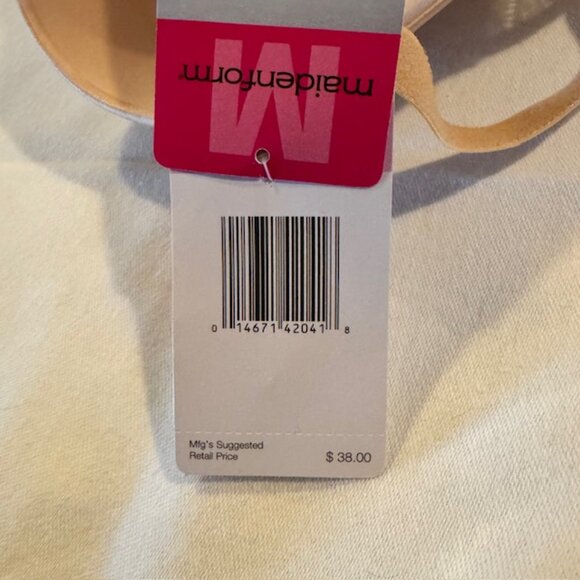 maidenform®
M
0 14671 42041 8
Mfg's Suggested
Retail Price $ 38.00